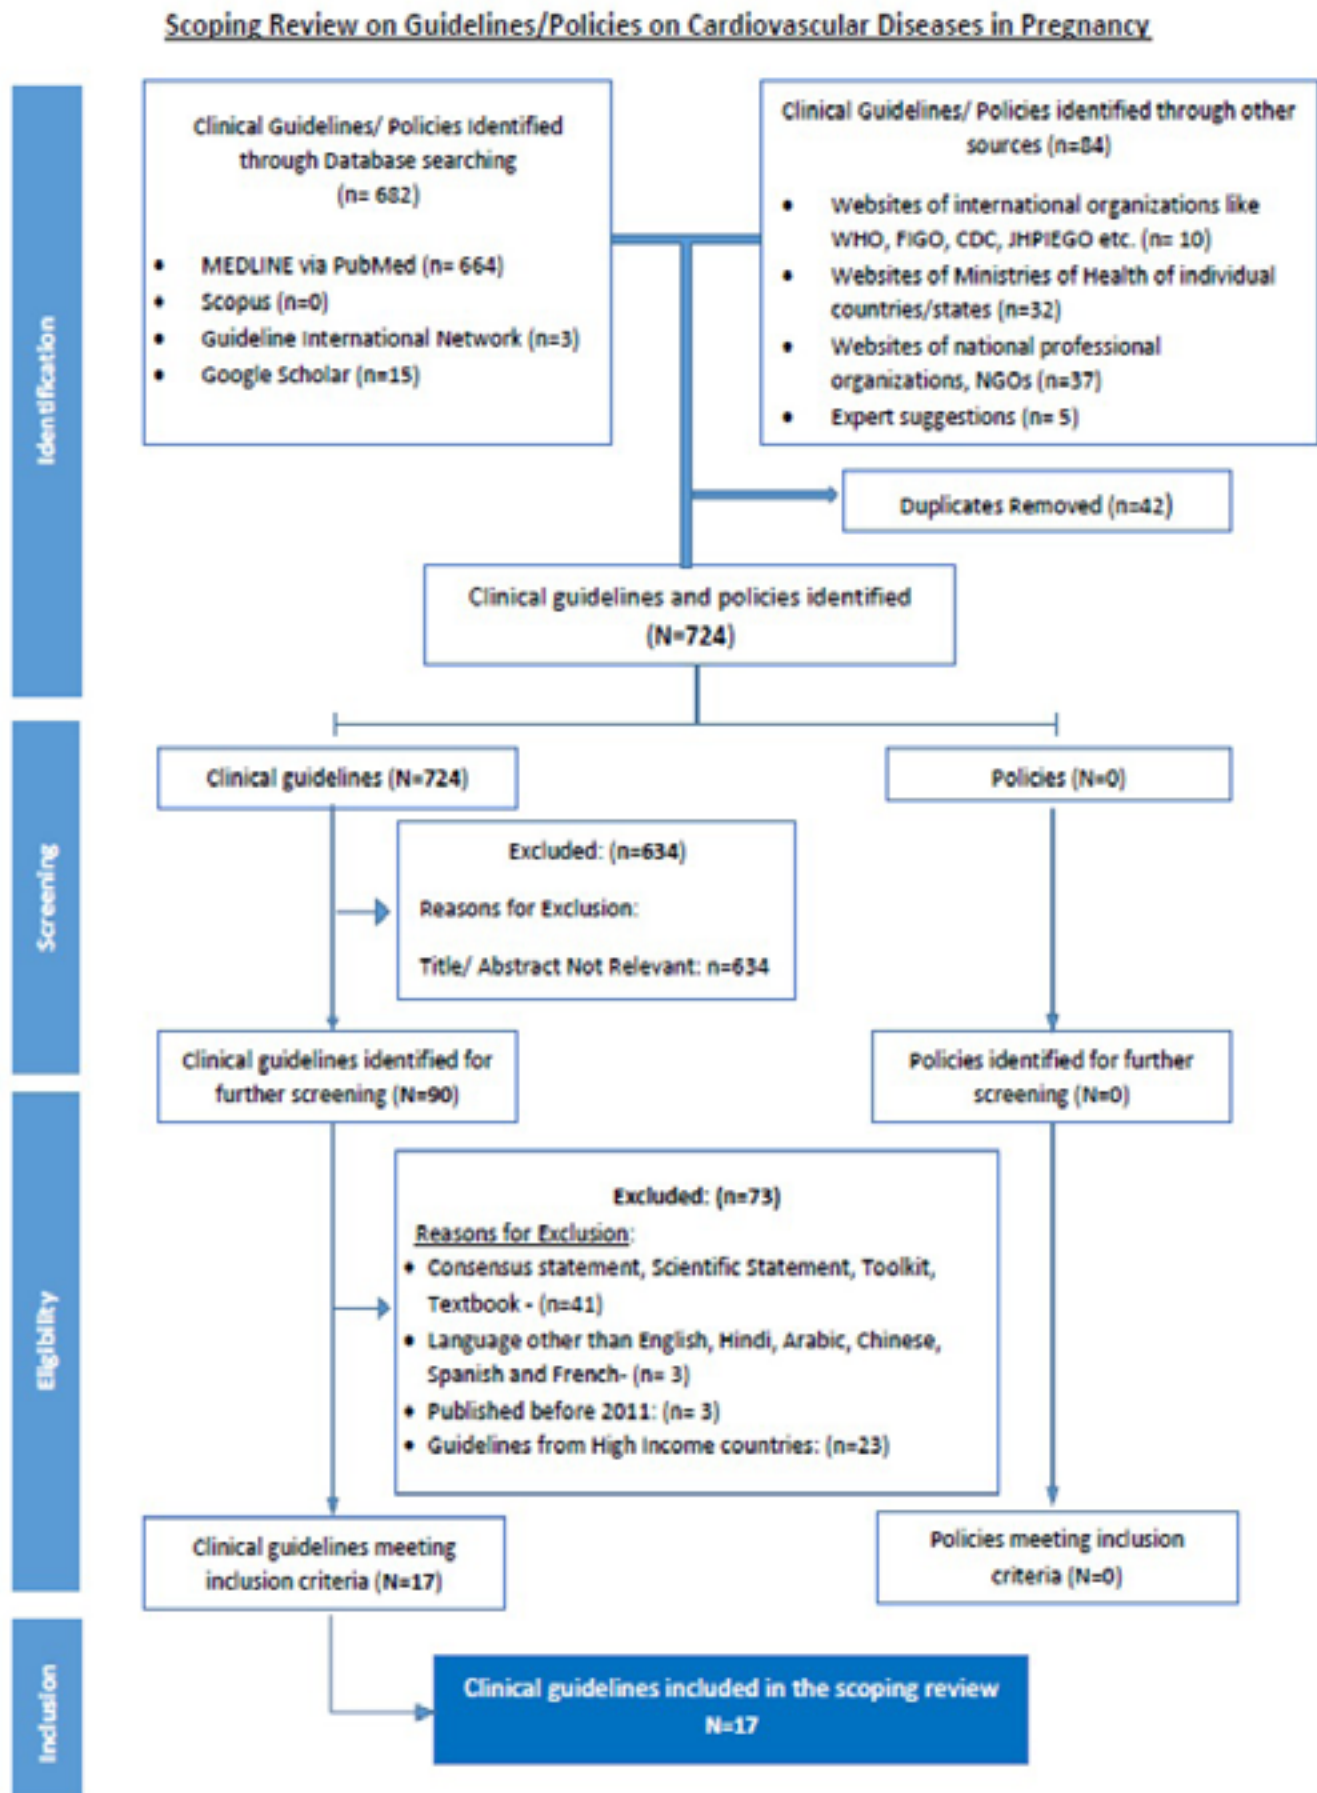 Scoping Review on Guidelines/Policies on Cardiovascular Diseases in Pregnancy
Identification
Clinical Guidelines/ Policies Identified
through Database searching
(n= 682)
• MEDLINE via PubMed (n= 664)
• Scopus (n=0)
• Guideline International Network (n=3)
• Google Scholar (n=15)
Clinical Guidelines/ Policies identified through other
sources (n=84)
• Websites of international organizations like
WHO, FIGO, CDC, JHPIEGO etc. (n= 10)
• Websites of Ministries of Health of individual
countries/states (n=32)
• Websites of national professional
organizations, NGOs (n=37)
• Expert suggestions (n= 5)
Duplicates Removed (n=42)
Clinical guidelines and policies identified
(N=724)
Screening
Clinical guidelines (N=724)
Policies (N=0)
Excluded: (n=634)
Reasons for Exclusion:
Title/ Abstract Not Relevant: n=634
Clinical guidelines identified for
further screening (N=90)
Policies identified for further
screening (N=0)
Eligibility
Excluded: (n=73)
Reasons for Exclusion:
• Consensus statement, Scientific Statement, Toolkit,
Textbook - (n=41)
• Language other than English, Hindi, Arabic, Chinese,
Spanish and French- (n= 3)
• Published before 2011: (n= 3)
• Guidelines from High Income countries: (n=23)
Clinical guidelines meeting
inclusion criteria (N=17)
Policies meeting inclusion
criteria (N=0)
Inclusion
Clinical guidelines included in the scoping review
N=17